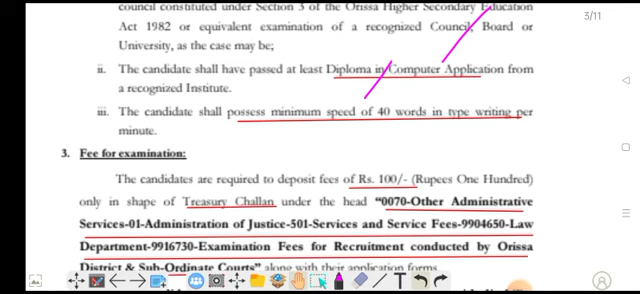 council constituted under Section 3 of the Orissa Higher Secondary Education
3/11
Act 1982 or equivalent examination of a recognized Council, Board or
University, as the case may be;
ii. The candidate shall have passed at least Diploma in Computer Application from
a recognized Institute.
iii. The candidate shall possess minimum speed of 40 words in type writing per
minute.
3. Fee for examination:
The candidates are required to deposit fees of Rs. 100/- (Rupees One Hundred)
only in shape of Treasury Challan under the head "0070-Other Administrative
Services-01-Administration of Justice-501-Services and Service Fees-9904650-Law
Department-9916730-Examination Fees for Recruitment conducted by Orissa
District & Sub-Ordinate Courts" along with their application forms
T